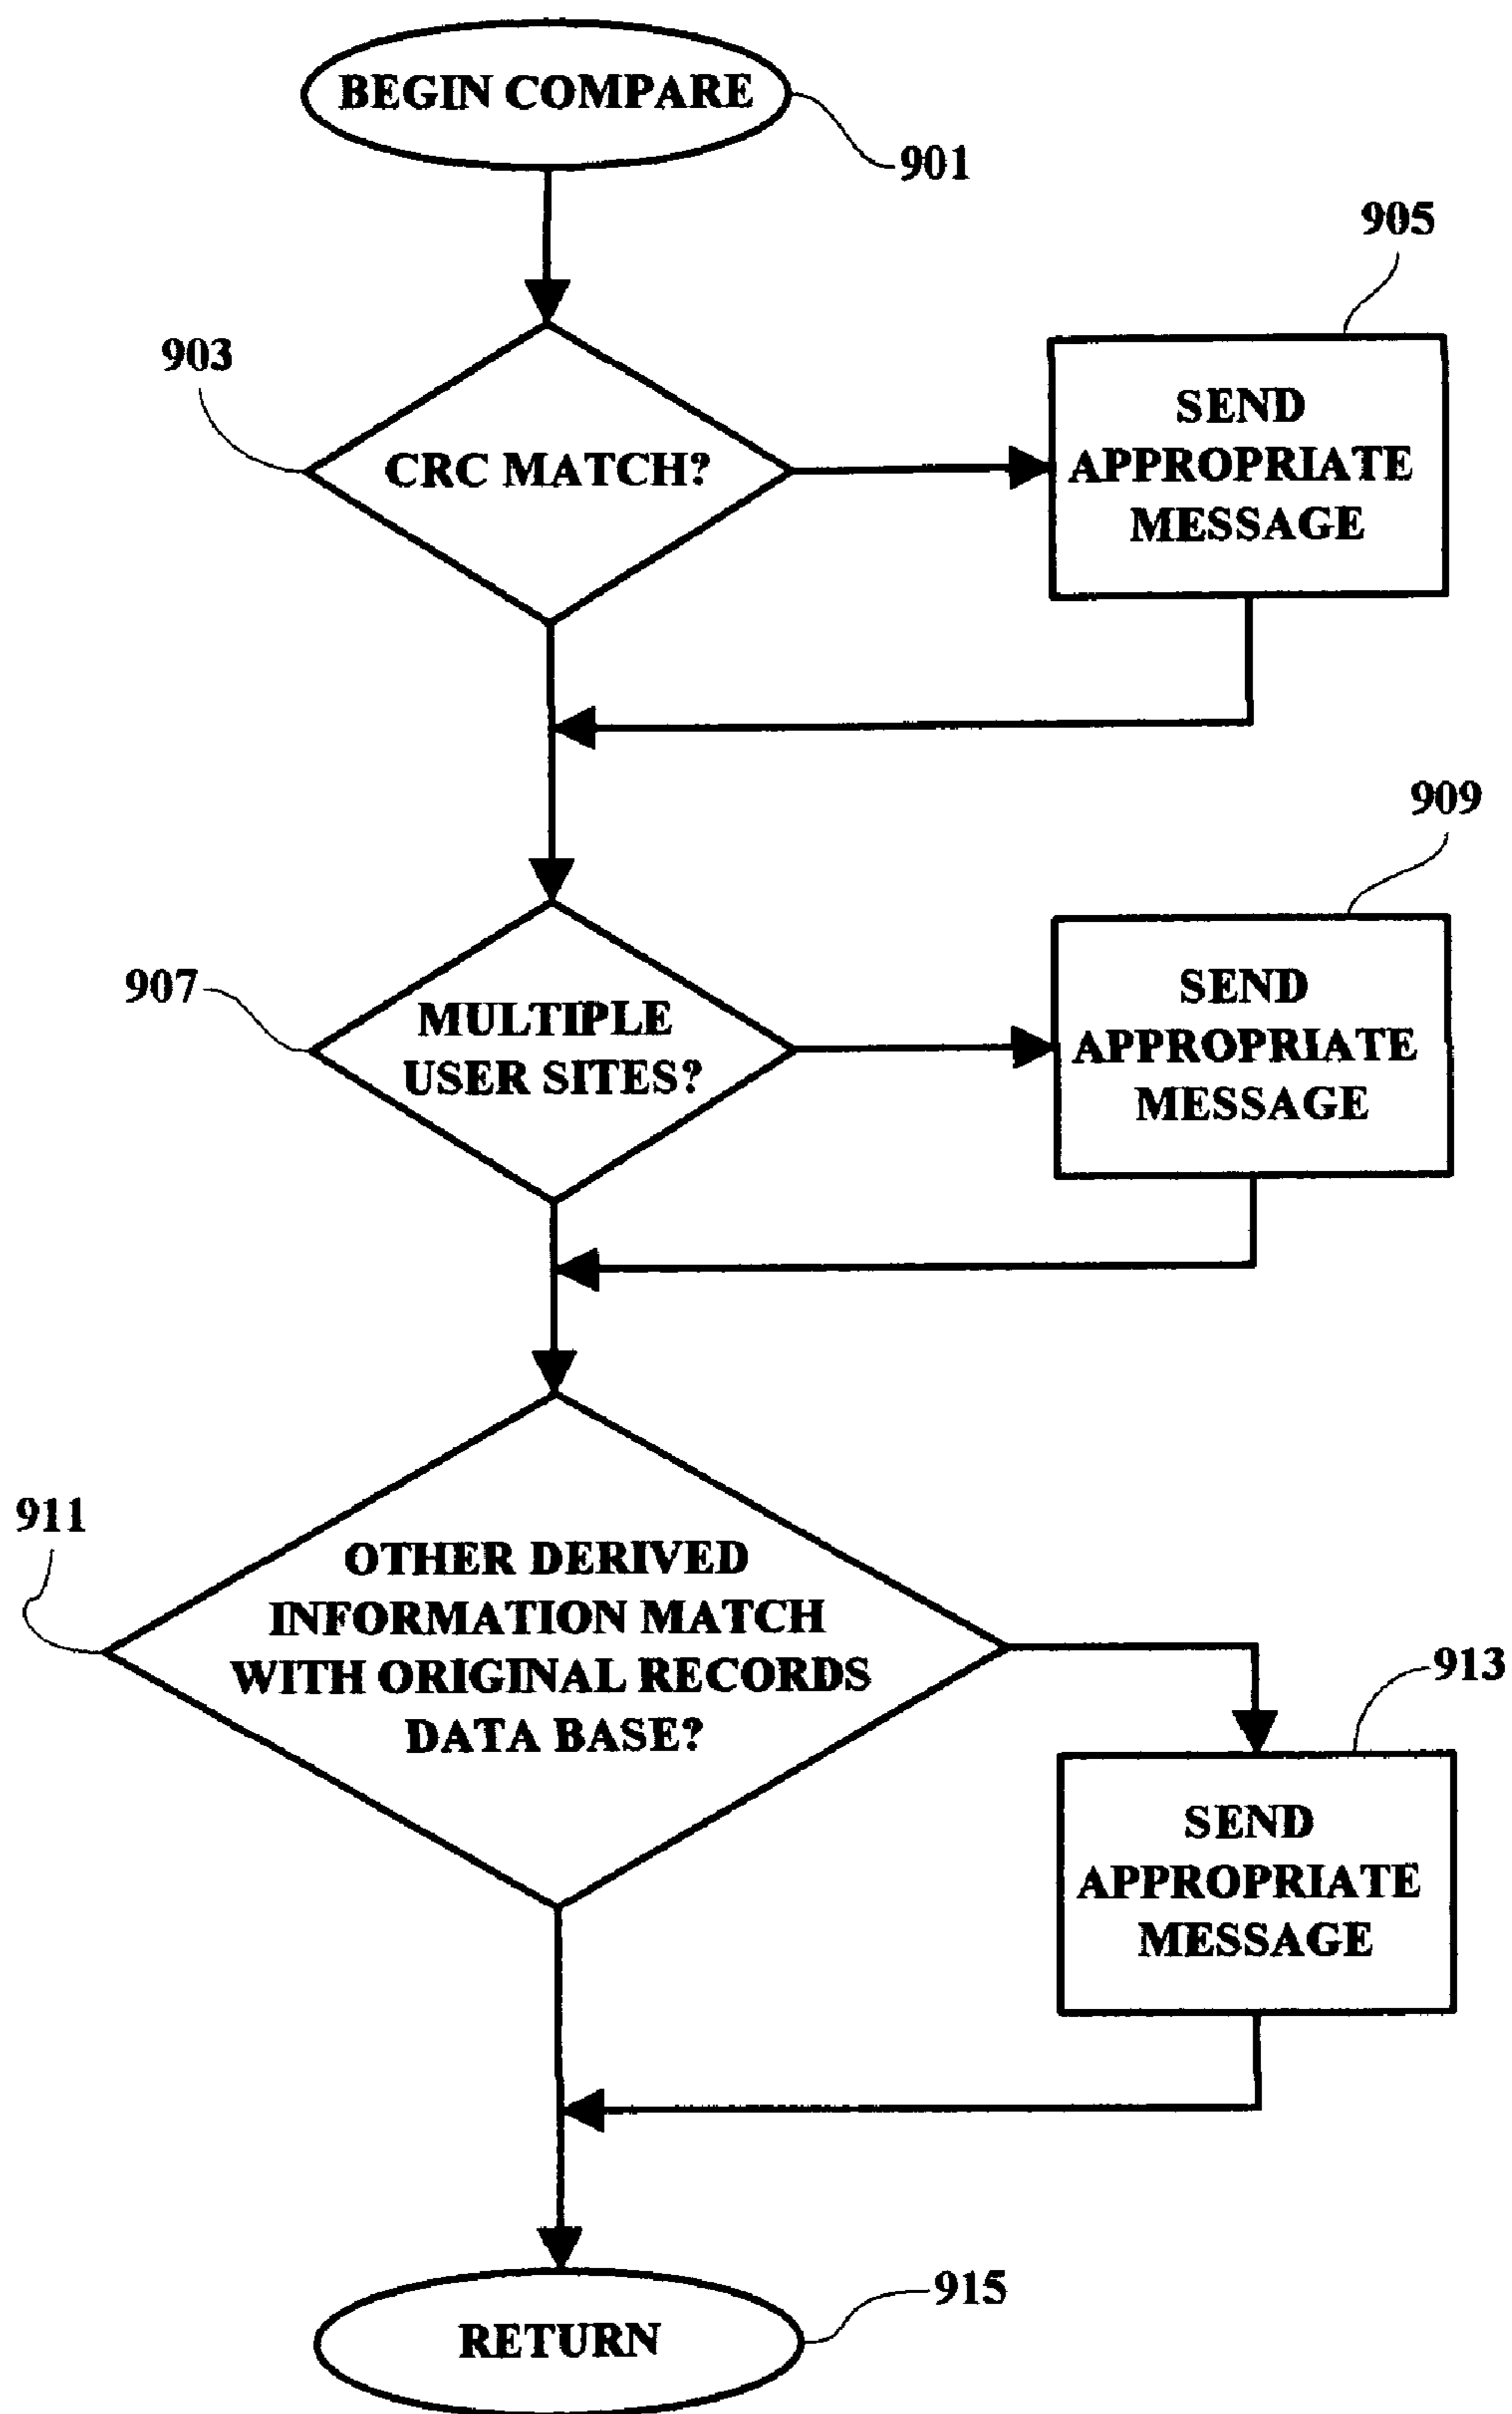 BEGIN COMPARE
901
905
903
CRC MATCH?
SEND
APPROPRIATE
MESSAGE
909
907
MULTIPLE
USER SITES?
SEND
APPROPRIATE
MESSAGE
911
OTHER DERIVED
INFORMATION MATCH
WITH ORIGINAL RECORDS
DATA BASE?
913
SEND
APPROPRIATE
MESSAGE
915
RETURN